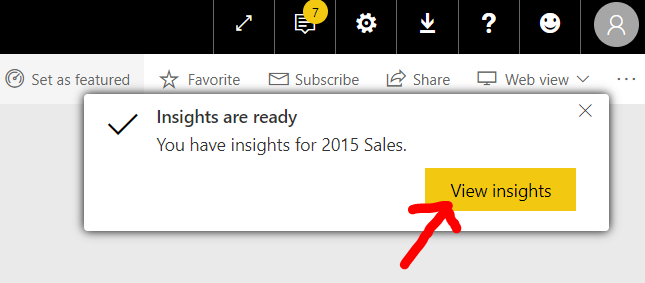 7
?
Set as featured Favorite Subscribe Share Web view ...
Insights are ready
You have insights for 2015 Sales.
View insights